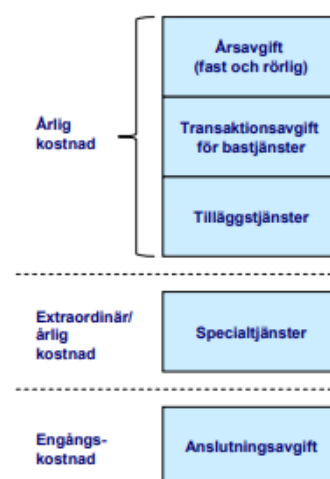 Årsavgift
(fast och rörlig)
Årlig
kostnad
Transaktionsavgift
för bastjänster
Tilläggstjänster
Extraordinär/
årlig
kostnad
Specialtjänster
Engångs-
kostnad
Anslutningsavgift